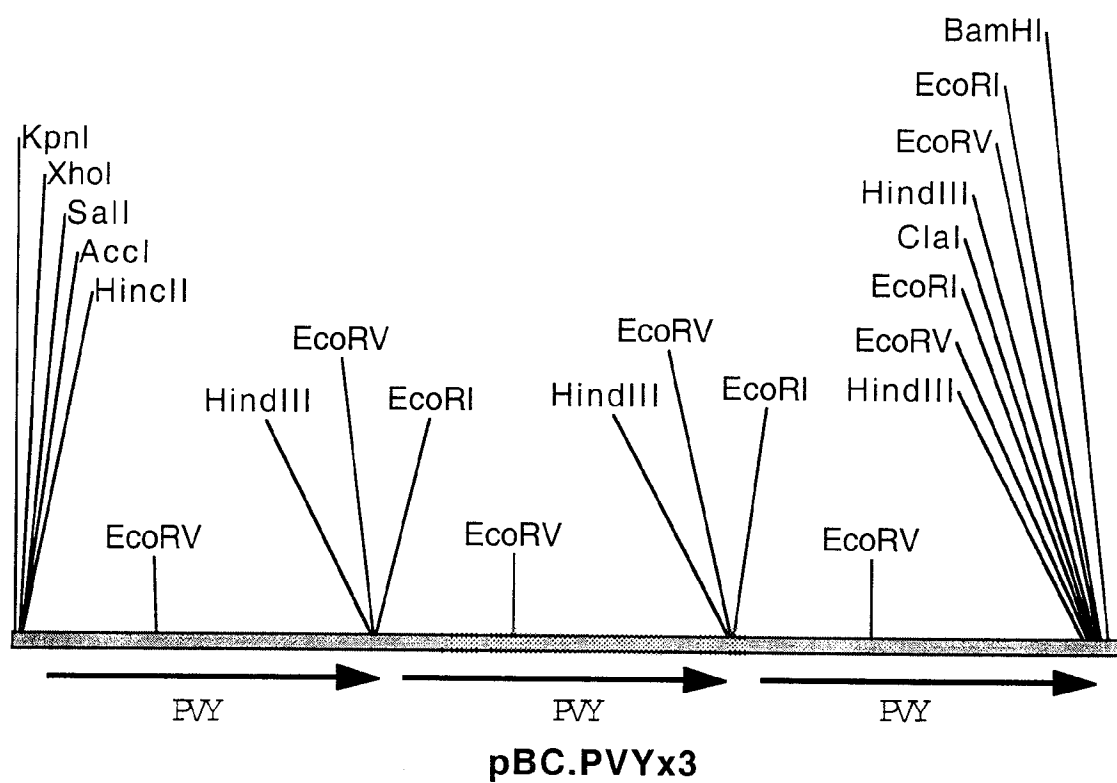 BamHI
EcoRI
KpnI
EcoRV
XhoI
HindIII
SalI
ClaI
AccI
EcoRI
HincII
EcoRV
EcoRV
EcoRV
HindIII
EcoRI
HindIII
EcoRI
HindIII
EcoRV
EcoRV
EcoRV
PVY
PVY
PVY
pBC.PVYx3